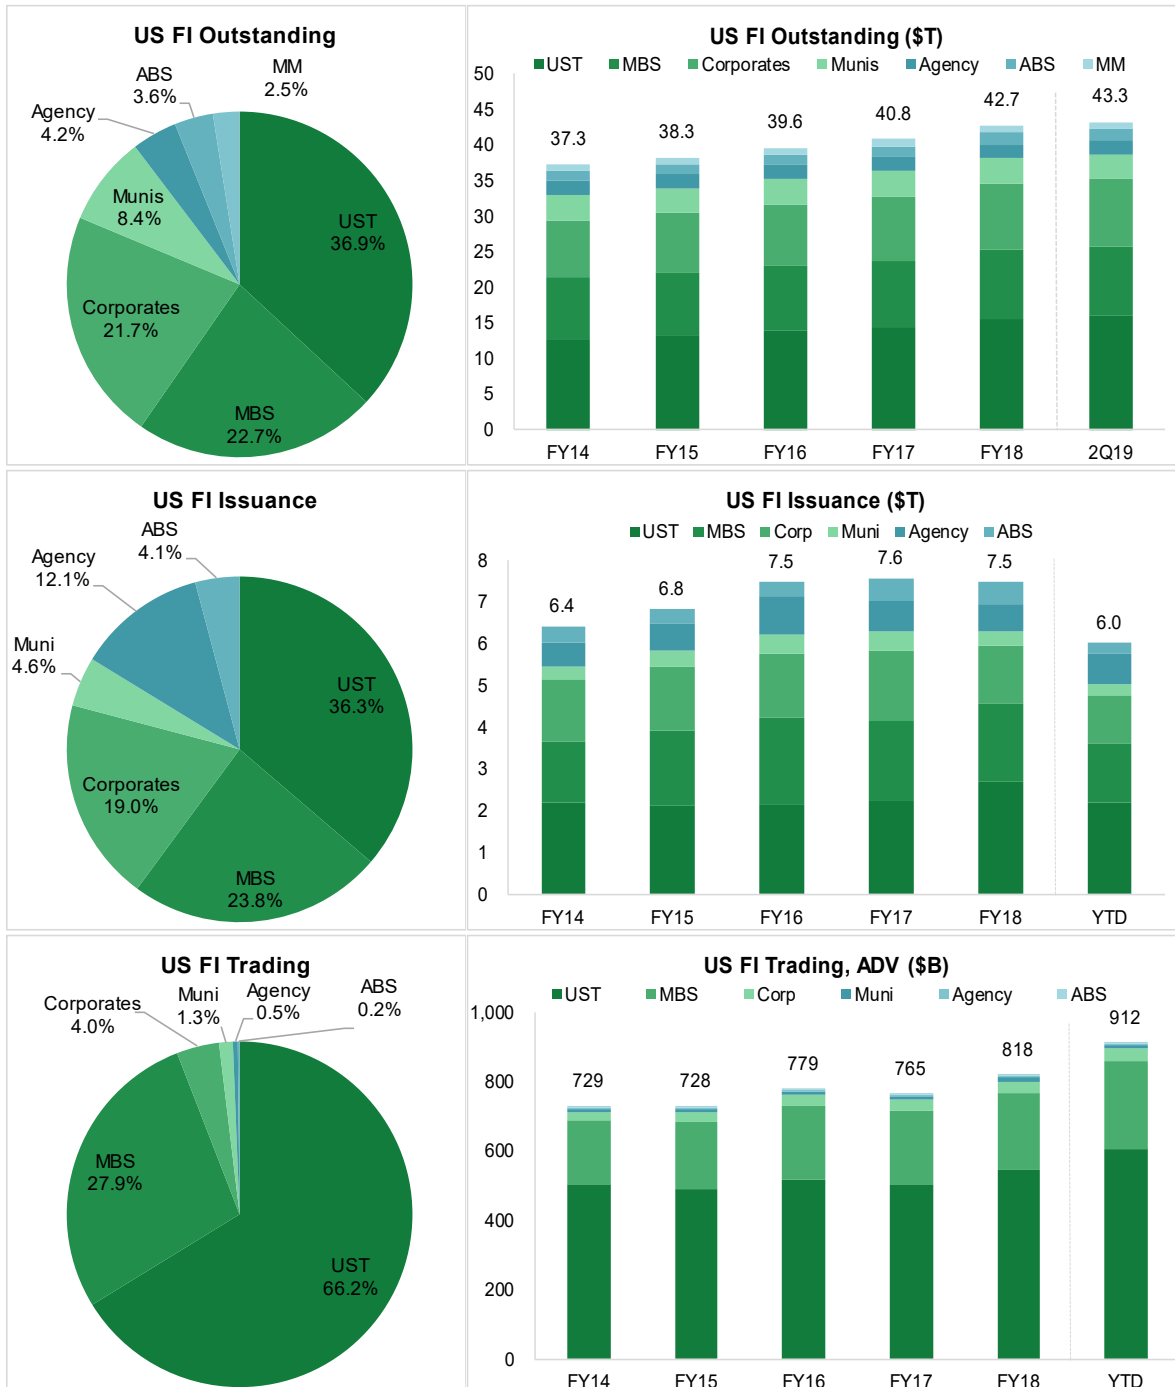 US FI Outstanding
MM
2.5%
ABS
3.6%
Agency
4.2%
Munis
8.4%
UST
36.9%
Corporates
21.7%
MBS
22.7%
US FI Outstanding ($T)
UST MBS Corporates Munis Agency ABS MM
50
45
40
35
30
25
20
15
10
5
0
37.3
38.3
39.6
40.8
42.7
43.3
FY14 FY15 FY16 FY17 FY18 2Q19
US FI Issuance
ABS
4.1%
Agency
12.1%
Muni
4.6%
UST
36.3%
Corporates
19.0%
MBS
23.8%
US FI Issuance ($T)
UST MBS Corp Muni Agency ABS
8
7
6
5
4
3
2
1
0
6.4
6.8
7.5
7.6
7.5
6.0
FY14 FY15 FY16 FY17 FY18 YTD
US FI Trading
Corporates
4.0%
Muni
1.3%
Agency
0.5%
ABS
0.2%
MBS
27.9%
UST
66.2%
US FI Trading, ADV ($B)
UST MBS Corp Muni Agency ABS
1,000
800
600
400
200
0
729
728
779
765
818
912
FY14 FY15 FY16 FY17 FY18 YTD